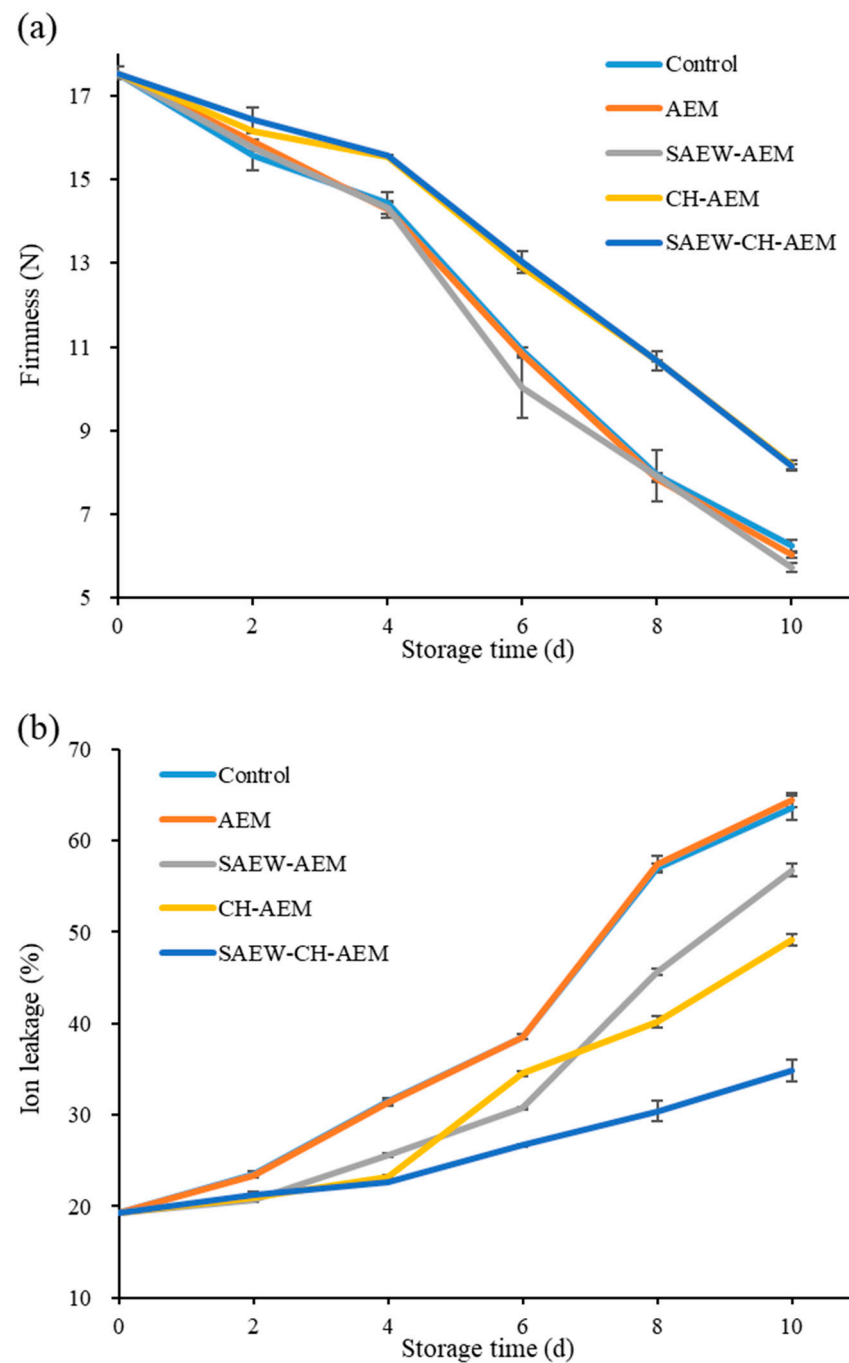 (a)
17
15
13
11
9
7
5
Firmness (N)
Control
AEM
SAEW-AEM
CH-AEM
SAEW-CH-AEM
0 2 4 6 8 10
Storage time (d)
(b)
70
60
50
40
30
20
10
Ion leakage (%)
Control
AEM
SAEW-AEM
CH-AEM
SAEW-CH-AEM
0 2 4 6 8 10
Storage time (d)